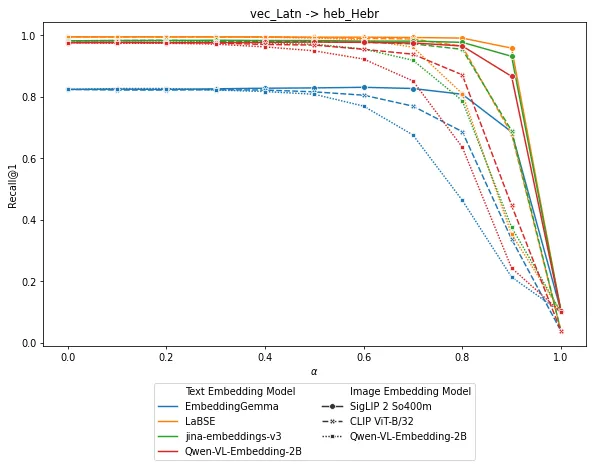 vec_Latn -> heb_Hebr
Recall@1
1.0
0.8
0.6
0.4
0.2
0.0
0.0 0.2 0.4 0.6 0.8 1.0
α
Text Embedding Model Image Embedding Model
EmbeddingGemma SigLIP 2 So400m
LaBSE CLIP ViT-B/32
jina-embeddings-v3 Qwen-VL-Embedding-2B
Qwen-VL-Embedding-2B